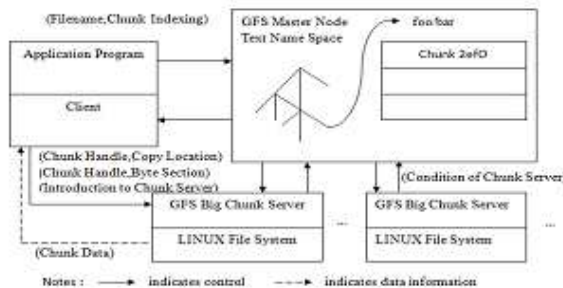 (Filename,Chunk Indexing)
GFS Master Node
Text Name Space
foo/bar
Application Program
Chunk 2ef0
Client
(Chunk Handle,Copy Location)
(Chunk Handle,Byte Section)
(Introduction to Chunk Server)
(Condition of Chunk Server)
GFS Big Chunk Server
...
GFS Big Chunk Server
LINUX File System
LINUX File System
...
(Chunk Data)
Notes : indicates control indicates data information